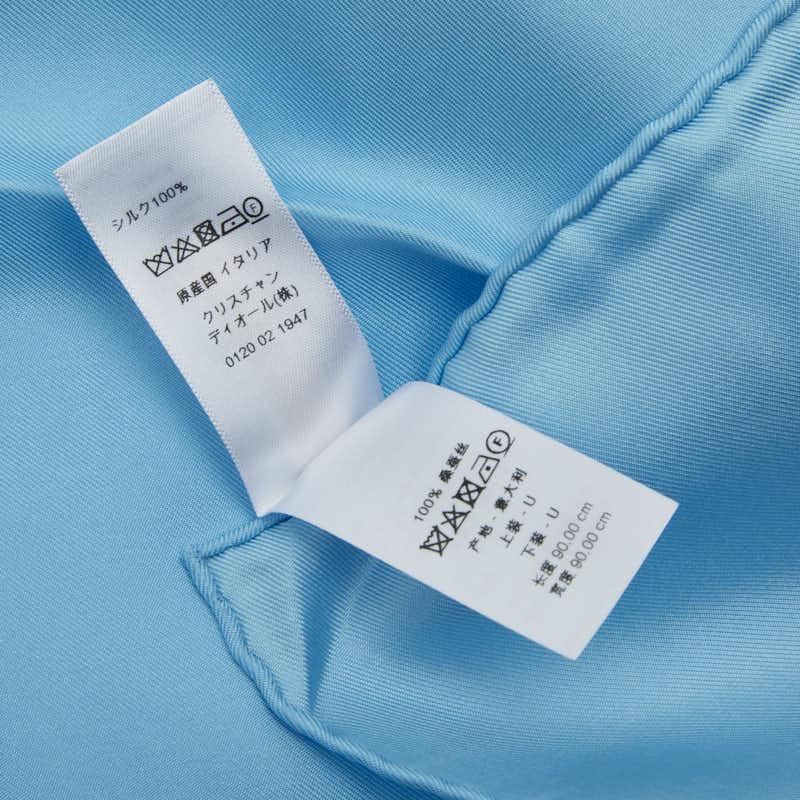 シルク100%
原産国 イタリア
クリスチャン
ディオール(株)
0120 02 1947
100% 桑蚕丝
产地 - 意大利
上装 - U
下装 - U
长度 90.00 cm
宽度 90.00 cm